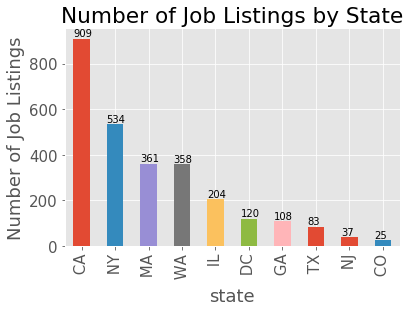 Number of Job Listings by State
Number of Job Listings
800
600
400
200
0
909
534
361
358
204
120
108
83
37
25
CA
NY
MA
WA
IL
DC
GA
TX
NJ
CO
state